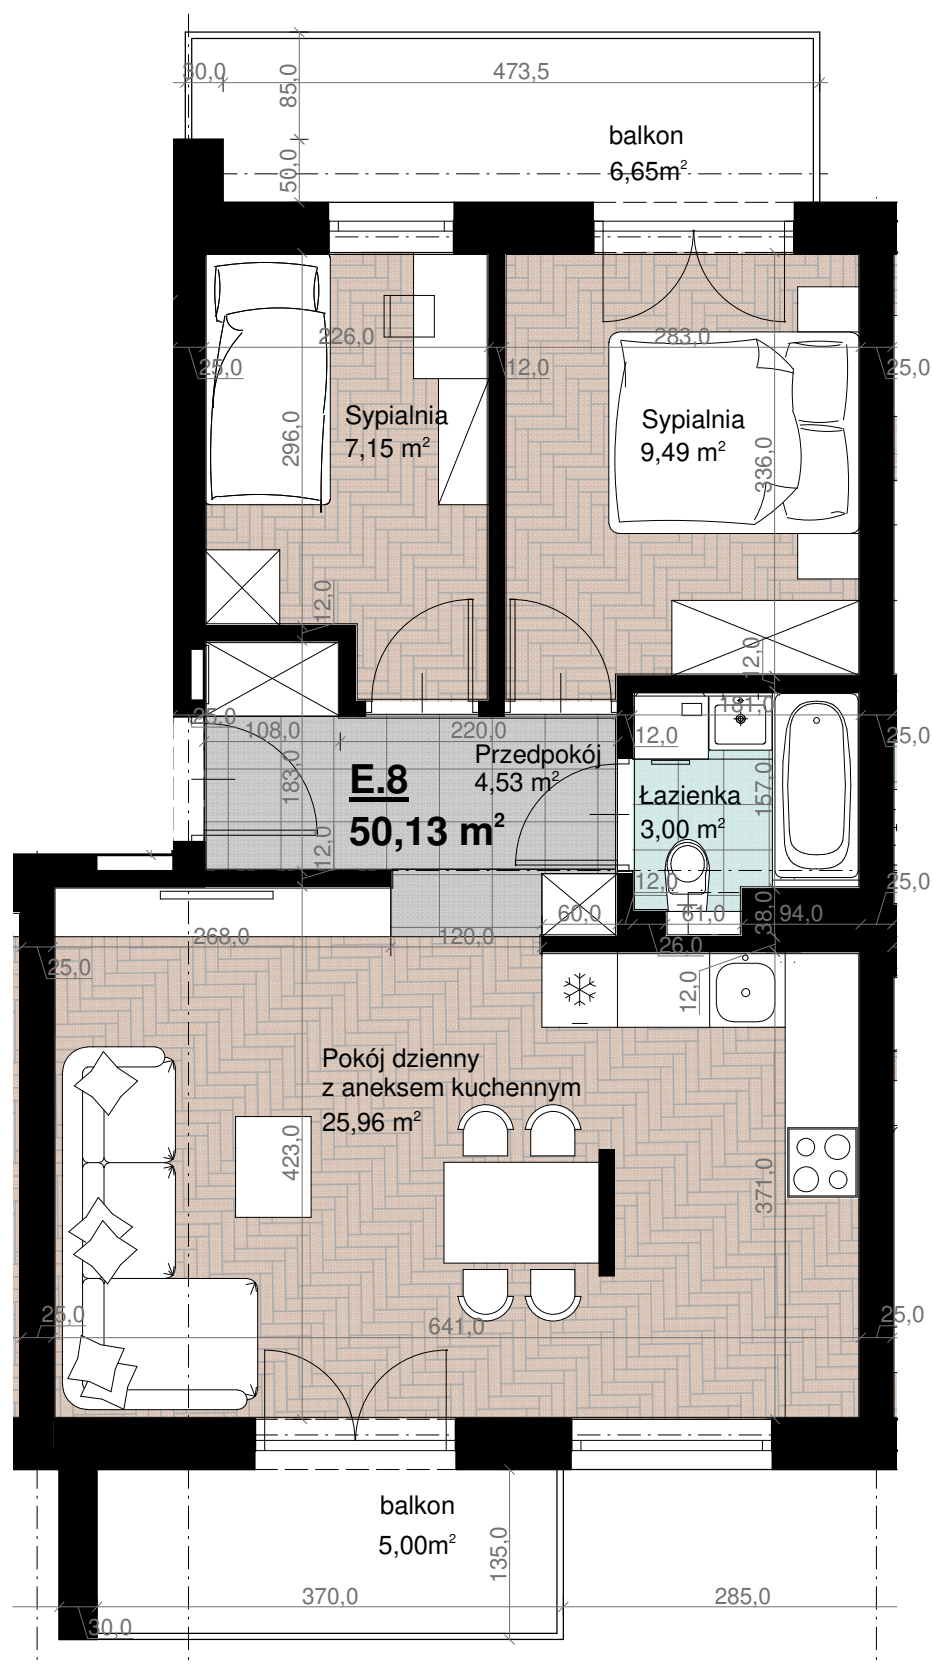 30,0
473,5
85,0
balkon
6,65m²
50,0
226,0
283,0
25,0
12,0
25,0
Sypialnia
7,15 m²
296,0
Sypialnia
9,49 m²
336,0
12,0
12,0
25,0
108,0
220,0
181,0
12,0
25,0
Przedpokój
4,53 m²
183,0
E.8
50,13 m²
Łazienka
3,00 m²
157,0
12,0
12,0
25,0
60,0
61,0
38,0
94,0
268,0
120,0
26,0
25,0
12,0
Pokój dzienny
z aneksem kuchennym
25,96 m²
423,0
371,0
25,0
641,0
25,0
balkon
5,00m²
135,0
370,0
285,0
30,0